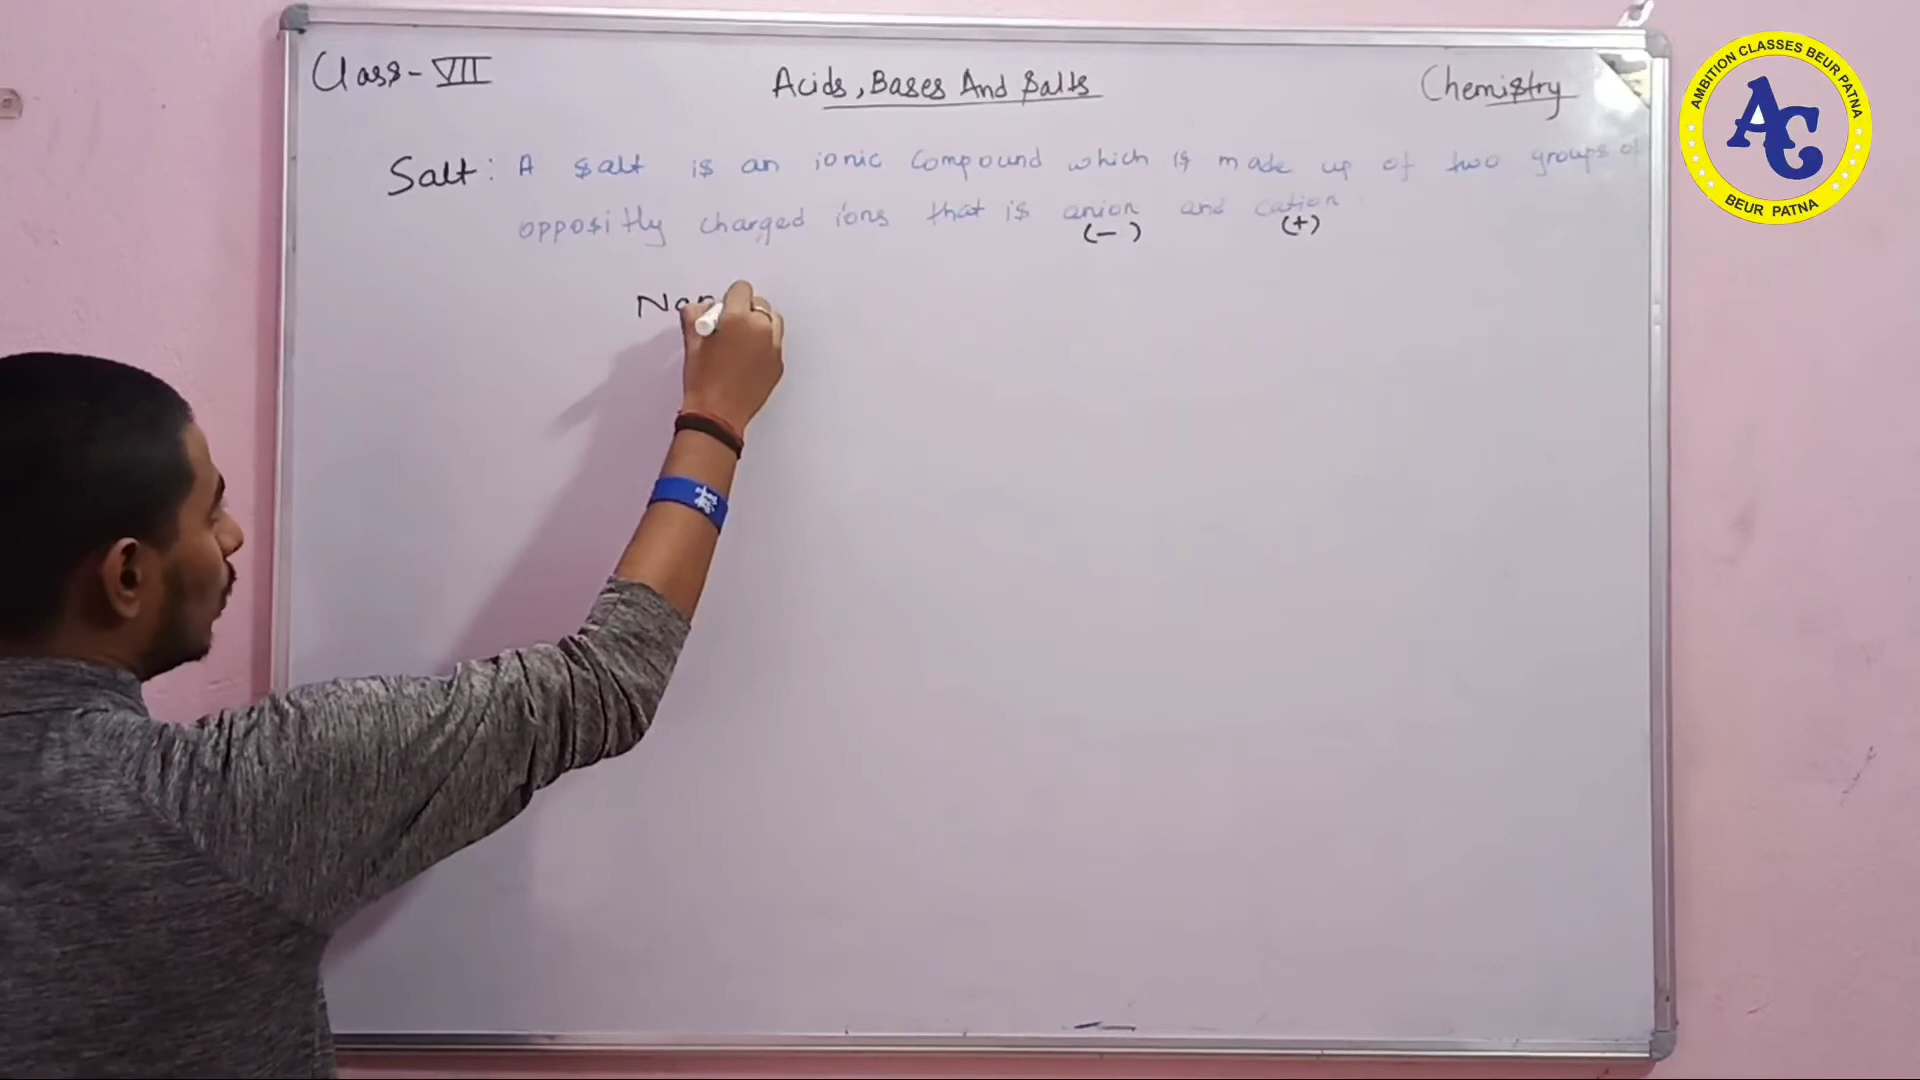 Class- VII
Acids, Bases And Salts
Chemistry
AMBITION CLASSES BEUR PATNA
AC
BEUR PATNA
Salt: A salt is an ionic compound which is made up of two groups of
oppositly charged ions that is anion and cation
(-) (+)
Na